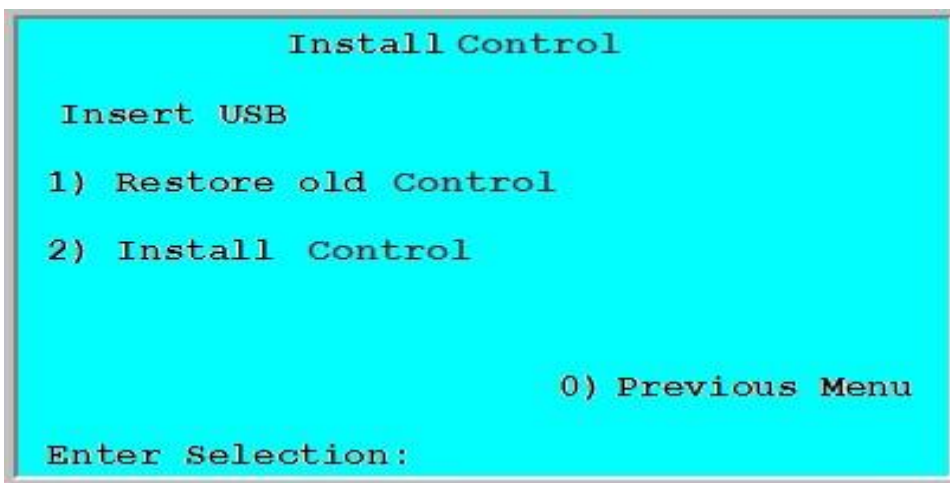 Install Control
Insert USB
1) Restore old Control
2) Install Control
0) Previous Menu
Enter Selection: